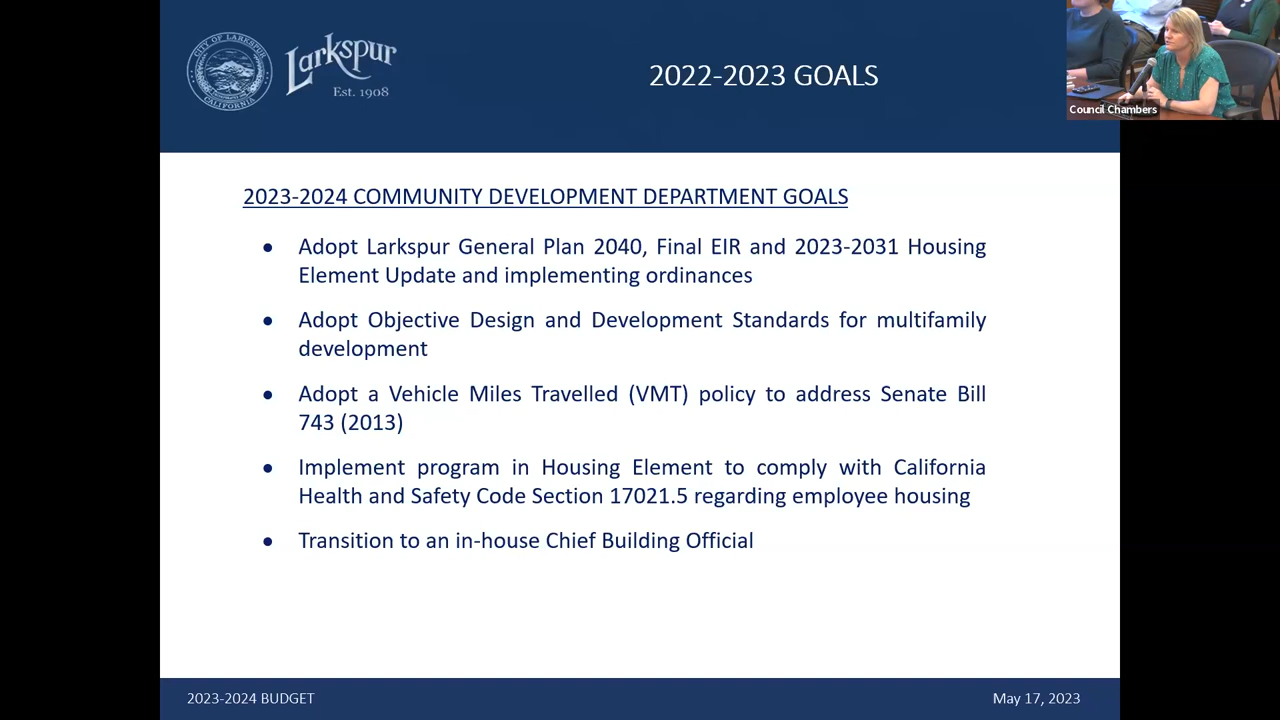 CITY OF LARKSPUR
CALIFORNIA
Larkspur
Est. 1908
2022-2023 GOALS
Council Chambers
2023-2024 COMMUNITY DEVELOPMENT DEPARTMENT GOALS
● Adopt Larkspur General Plan 2040, Final EIR and 2023-2031 Housing
Element Update and implementing ordinances
● Adopt Objective Design and Development Standards for multifamily
development
● Adopt a Vehicle Miles Travelled (VMT) policy to address Senate Bill
743 (2013)
● Implement program in Housing Element to comply with California
Health and Safety Code Section 17021.5 regarding employee housing
● Transition to an in-house Chief Building Official
2023-2024 BUDGET
May 17, 2023